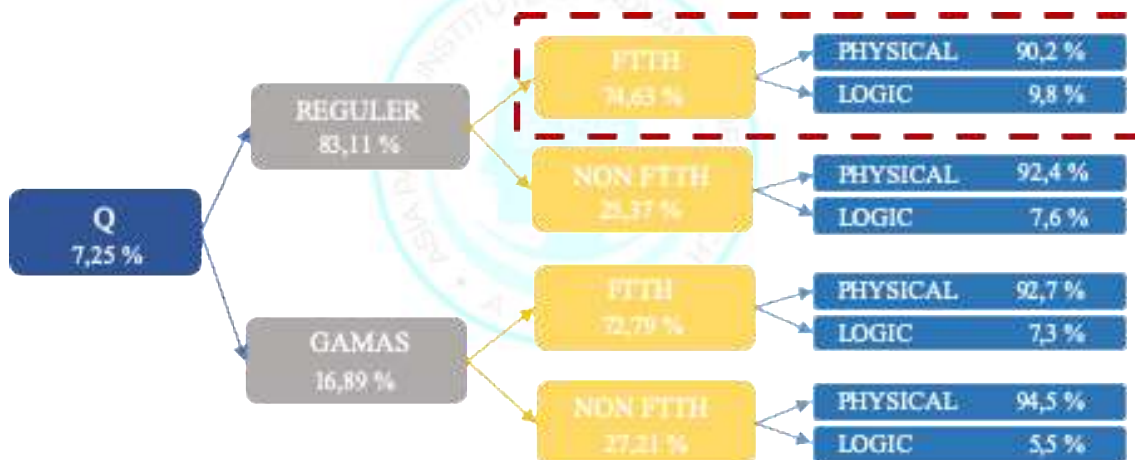 Q
7,25 %
REGULER
83,11 %
GAMAS
16,89 %
FTTH
74,63 %
NON FTTH
25,37 %
FTTH
72,79 %
NON FTTH
27,21 %
PHYSICAL 90,2 %
LOGIC 9,8 %
PHYSICAL 92,4 %
LOGIC 7,6 %
PHYSICAL 92,7 %
LOGIC 7,3 %
PHYSICAL 94,5 %
LOGIC 5,5 %
ASIA